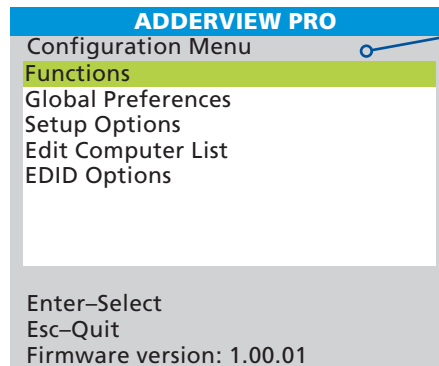 ADDERVIEW PRO
Configuration Menu
Functions
Global Preferences
Setup Options
Edit Computer List
EDID Options
Enter–Select
Esc–Quit
Firmware version: 1.00.01